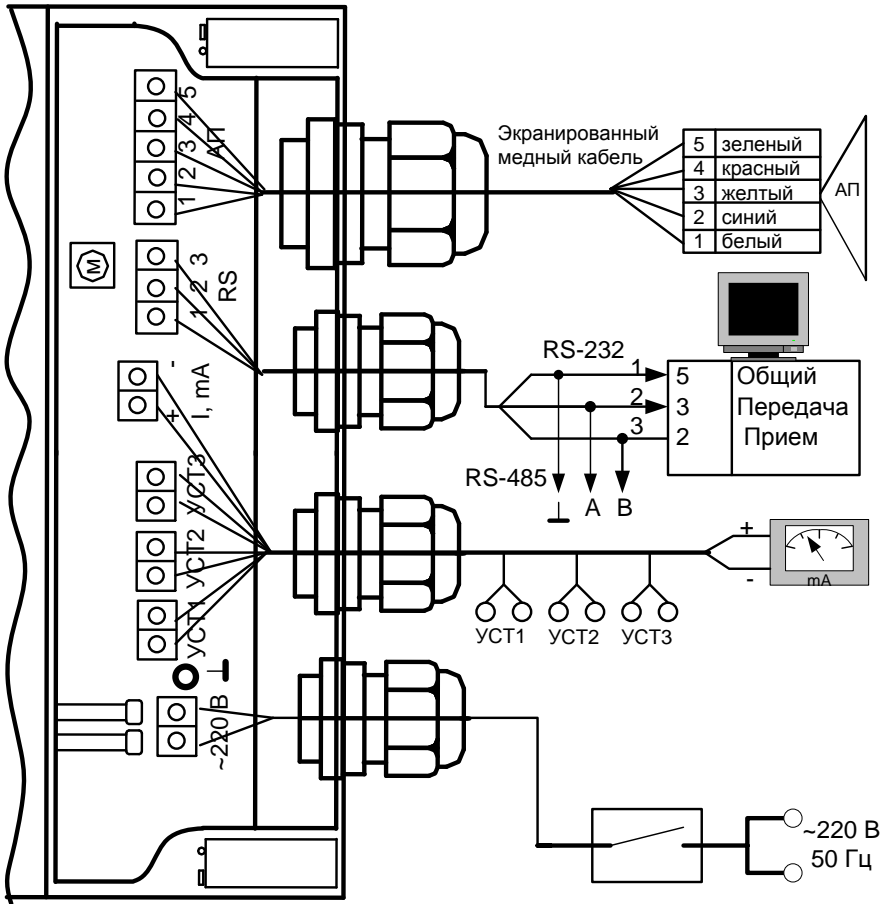 5
4
3
2
1
АП
Экранированный
медный кабель
5 зеленый
4 красный
3 желтый
2 синий
1 белый
АП
М
3
2
1
RS
RS-232
1
2
3
5 Общий
3 Передача
2 Прием
RS-485
A B
-
+
I, mA
УСТ3
УСТ2
УСТ1
+
-
mA
УСТ1 УСТ2 УСТ3
~220 В
~220 В
50 Гц